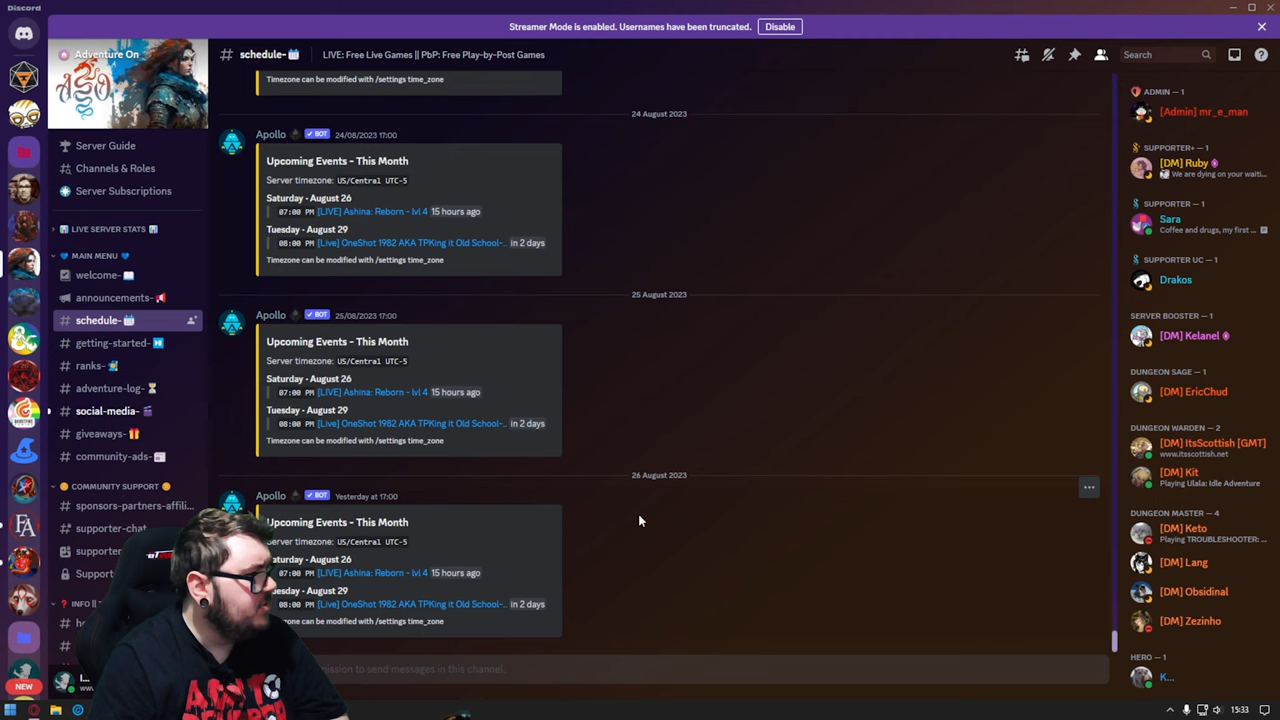 Discord
Streamer Mode is enabled. Usernames have been truncated. Disable
Adventure On
schedule-
LIVE: Free Live Games || PbP: Free Play-by-Post Games
Search
Server Guide
Channels & Roles
Server Subscriptions
LIVE SERVER STATS
MAIN MENU
welcome-
announcements-
schedule-
getting-started-
ranks-
adventure-log-
social-media-
giveaways-
community-ads-
COMMUNITY SUPPORT
sponsors-partners-affili...
supporter-chat
supporter
Support
INFO ||
NEW
Timezone can be modified with /settings time_zone
24 August 2023
Apollo BOT 24/08/2023 17:00
Upcoming Events - This Month
Server timezone: US/Central UTC-5
Saturday - August 26
07:00 PM [LIVE] Ashina: Reborn - lvl 4 15 hours ago
Tuesday - August 29
08:00 PM [Live] OneShot 1982 AKA TPKing it Old School-.. in 2 days
Timezone can be modified with /settings time_zone
25 August 2023
Apollo BOT 25/08/2023 17:00
Upcoming Events - This Month
Server timezone: US/Central UTC-5
Saturday - August 26
07:00 PM [LIVE] Ashina: Reborn - lvl 4 15 hours ago
Tuesday - August 29
08:00 PM [Live] OneShot 1982 AKA TPKing it Old School-.. in 2 days
Timezone can be modified with /settings time_zone
26 August 2023
Apollo BOT Yesterday at 17:00
Upcoming Events - This Month
Server timezone: US/Central UTC-5
aturday - August 26
07:00 PM [LIVE] Ashina: Reborn - lvl 4 15 hours ago
esday - August 29
08:00 PM [Live] OneShot 1982 AKA TPKing it Old School-.. in 2 days
Timezone can be modified with /settings time_zone
mission to send messages in this channel.
ADMIN — 1
[Admin] mr_e_man
SUPPORTER+ — 1
[DM] Ruby
We are dying on your waiti...
SUPPORTER — 1
Sara
Coffee and drugs, my first ...
SUPPORTER UC — 1
Drakos
SERVER BOOSTER — 1
[DM] Kelanel
DUNGEON SAGE — 1
[DM] EricChud
DUNGEON WARDEN — 2
[DM] ItsScottish [GMT]
www.itsscottish.net
[DM] Kit
Playing Ulala: Idle Adventure
DUNGEON MASTER — 4
[DM] Keto
Playing TROUBLESHOOTER: ...
[DM] Lang
[DM] Obsidinal
[DM] Zezinho
HERO — 1
K...
15:33